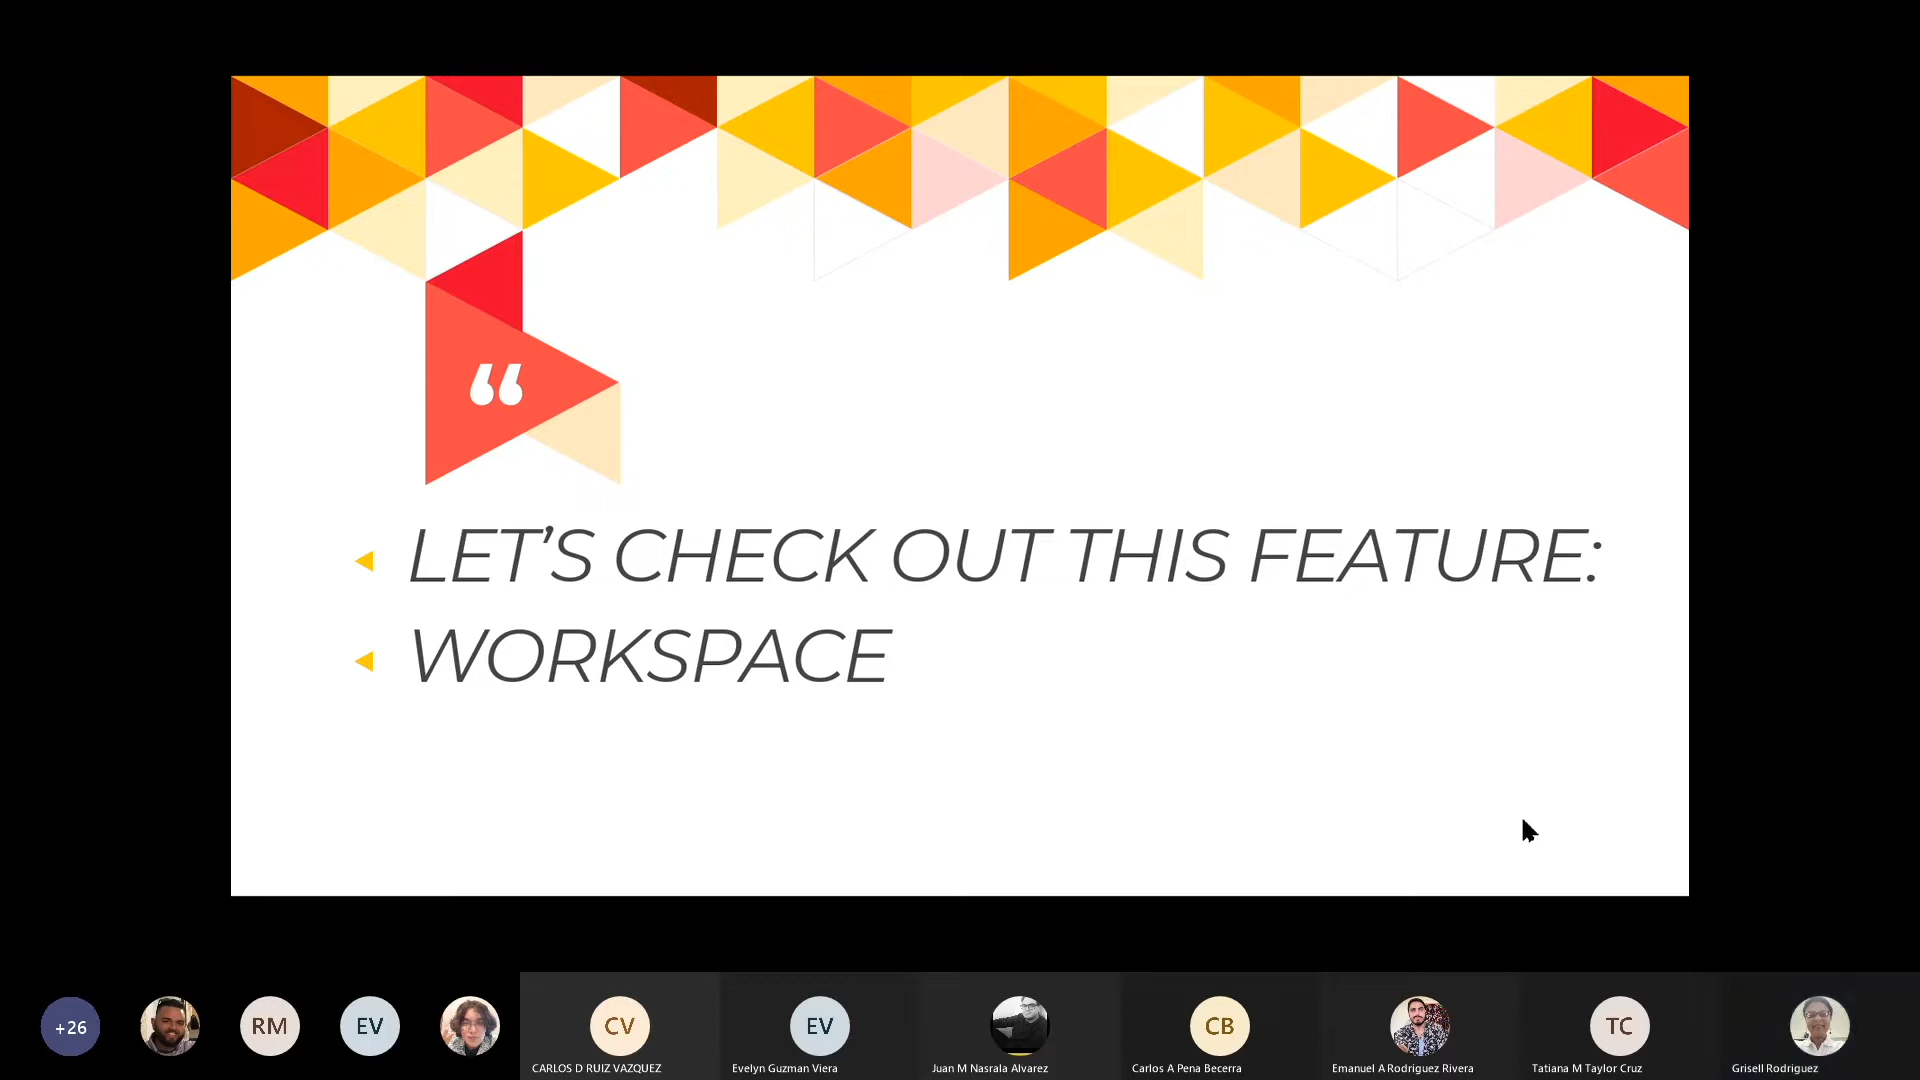 “
LET’S CHECK OUT THIS FEATURE:
WORKSPACE
+26
RM
EV
CV
CARLOS D RUIZ VAZQUEZ
EV
Evelyn Guzman Viera
Juan M Nasrala Alvarez
CB
Carlos A Pena Becerra
Emanuel A Rodriguez Rivera
TC
Tatiana M Taylor Cruz
Grisell Rodriguez